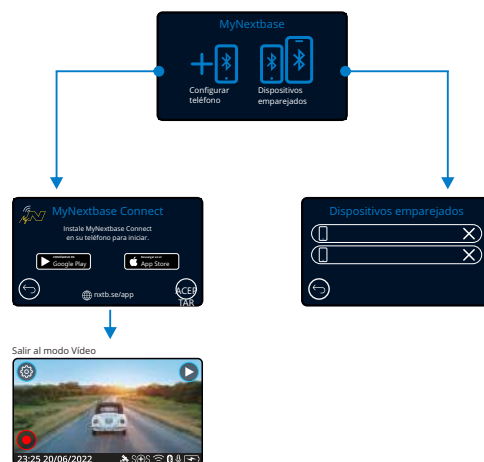 MyNextbase
Configurar
teléfono
Dispositivos
emparejados
MyNextbase Connect
Instale MyNextbase Connect
en su teléfono para iniciar.
Google Play
App Store
nxtb.se/app
ACEP
TAR
Dispositivos emparejados
Salir al modo Vídeo
23:25 20/06/2022
SOS